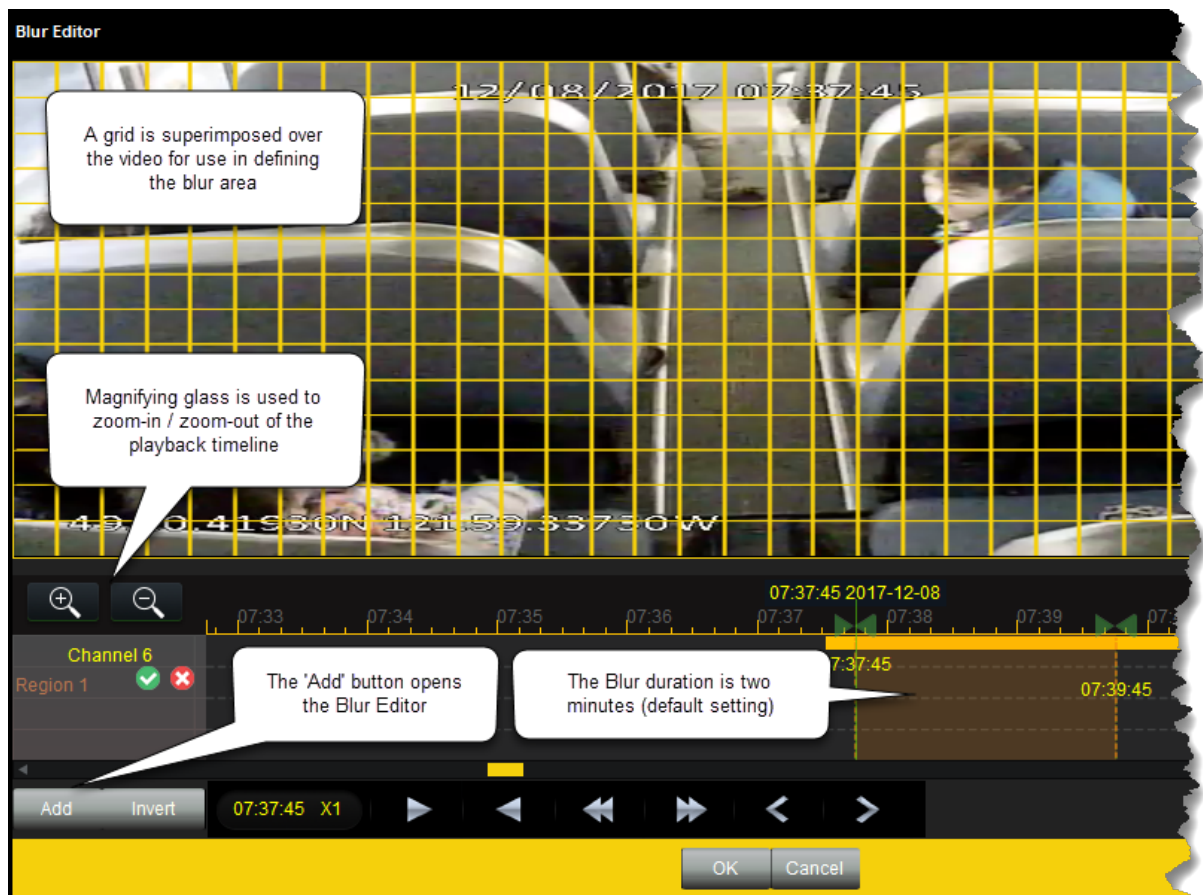 Blur Editor
12/08/2017 07:37:45
A grid is superimposed over
the video for use in defining
the blur area
Magnifying glass is used to
zoom-in / zoom-out of the
playback timeline
0.41930N 121.59.33730W
07:37:45 2017-12-08
07:33 07:34 07:35 07:36 07:37 07:38 07:39
Channel 6
Region 1
The 'Add' button opens
the Blur Editor
The Blur duration is two
minutes (default setting)
7:37:45
07:39:45
Add Invert 07:37:45 X1
OK Cancel